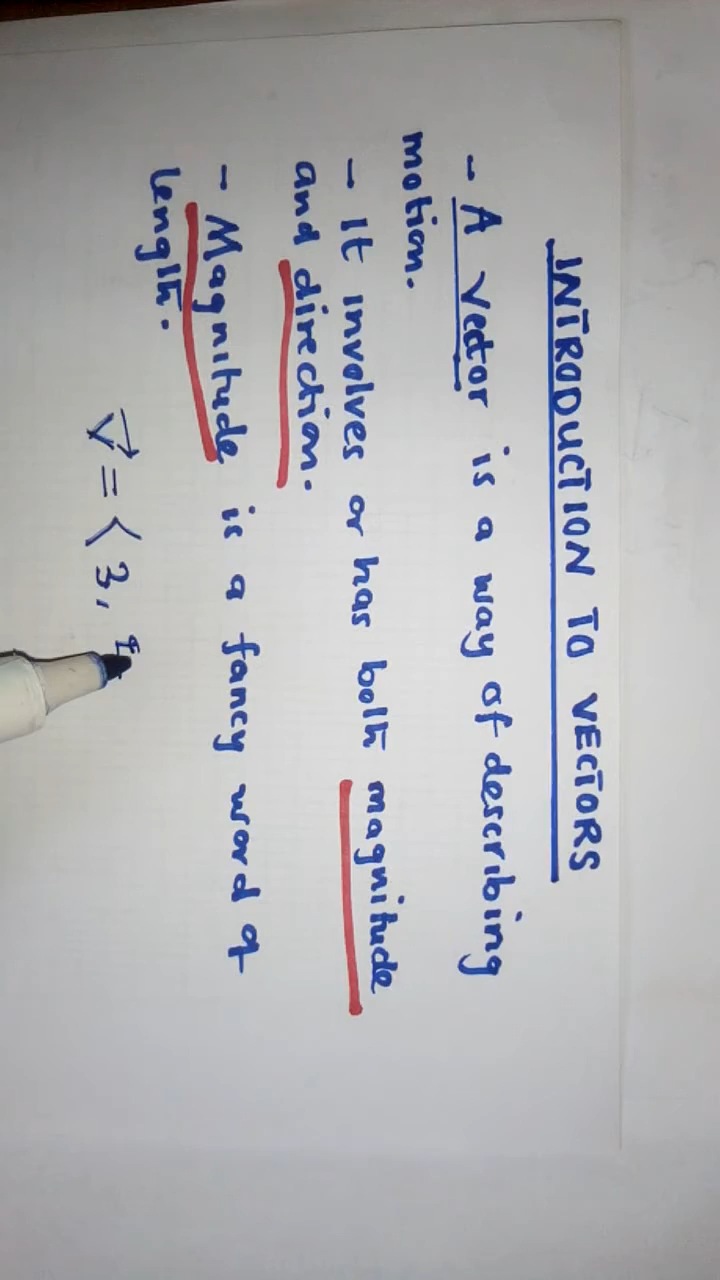 INTRODUCTION TO VECTORS
- A vector is a way of describing
motion.
- It involves or has both magnitude
and direction.
- Magnitude is a fancy word of
length.
v⃗ = ⟨ 3,